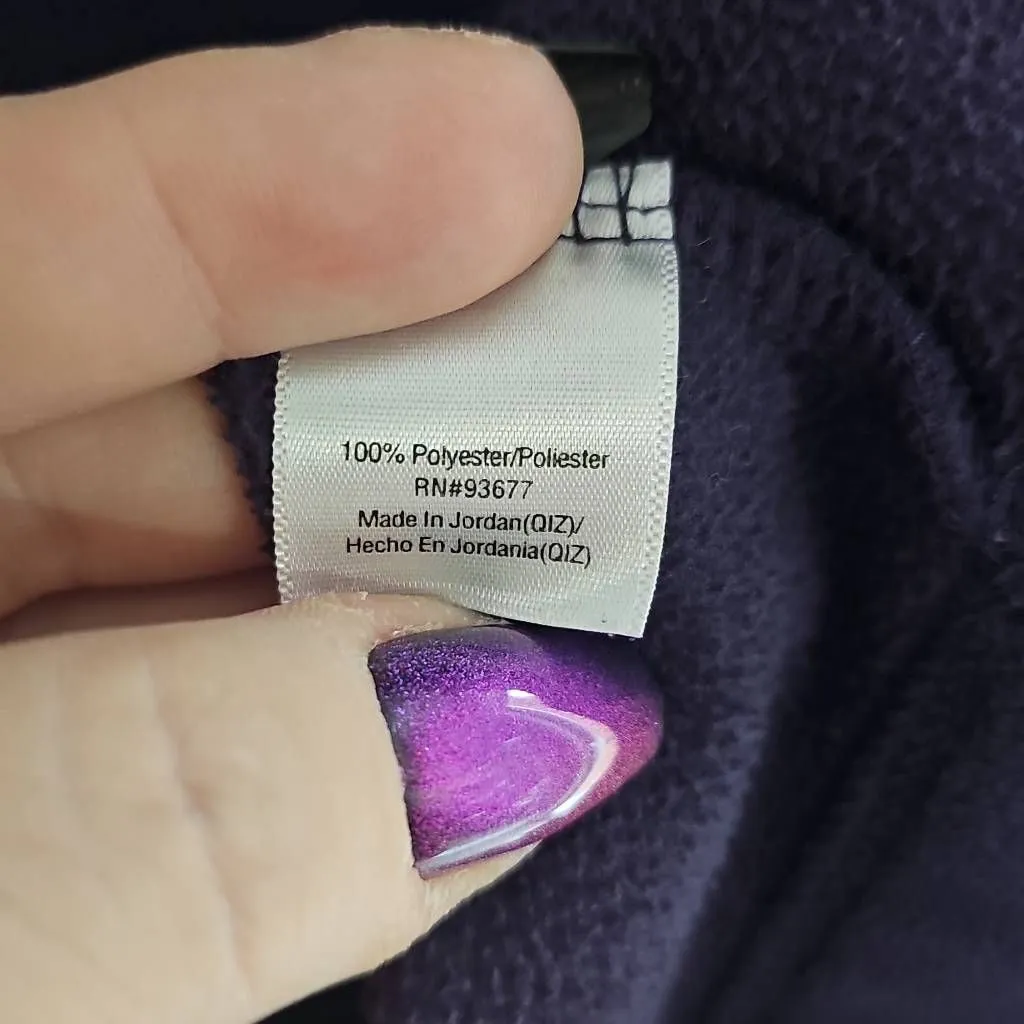 100% Polyester/Poliester
RN#93677
Made In Jordan(QIZ)/
Hecho En Jordania(QIZ)